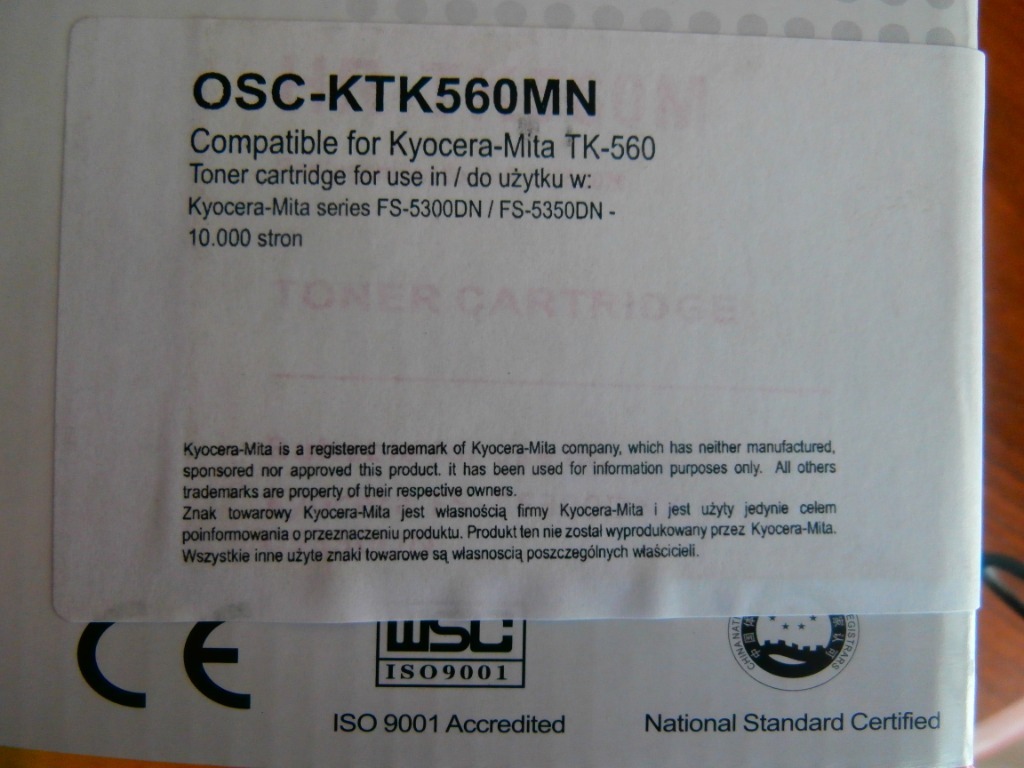 OSC-KTK560MN
Compatible for Kyocera-Mita TK-560
Toner cartridge for use in / do użytku w:
Kyocera-Mita series FS-5300DN / FS-5350DN -
10.000 stron
TONER CARTRIDGE
Kyocera-Mita is a registered trademark of Kyocera-Mita company, which has neither manufactured,
sponsored nor approved this product. it has been used for information purposes only. All others
trademarks are property of their respective owners.
Znak towarowy Kyocera-Mita jest własnością firmy Kyocera-Mita i jest użyty jedynie celem
poinformowania o przeznaczeniu produktu. Produkt ten nie został wyprodukowany przez Kyocera-Mita.
Wszystkie inne użyte znaki towarowe są własnoscią poszczególnych właścicieli.
CE
WSC
ISO9001
ISO 9001 Accredited
National Standard Certified